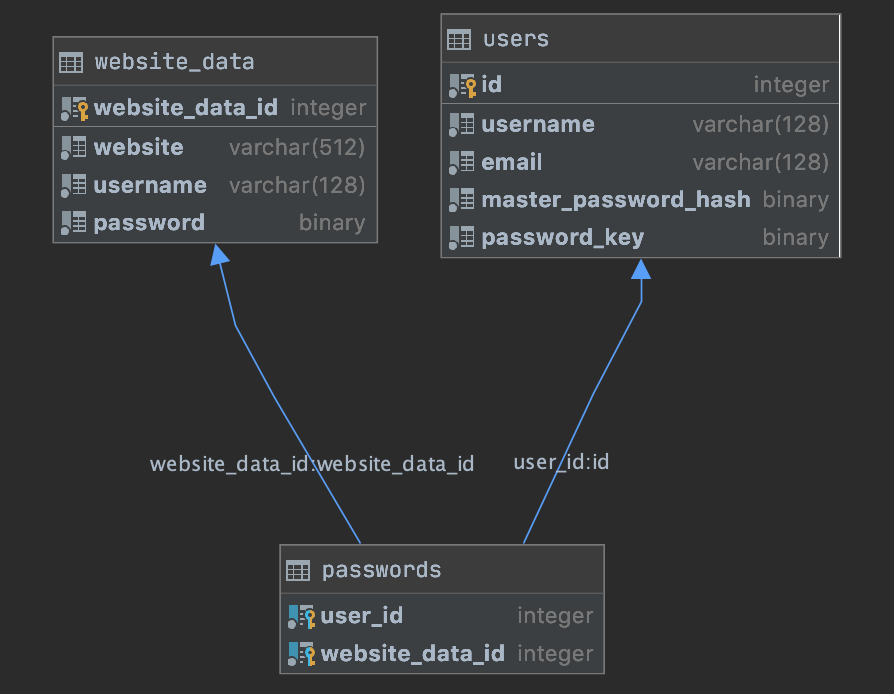 website_data
website_data_id integer
website varchar(512)
username varchar(128)
password binary
users
id integer
username varchar(128)
email varchar(128)
master_password_hash binary
password_key binary
website_data_id:website_data_id
user_id:id
passwords
user_id integer
website_data_id integer